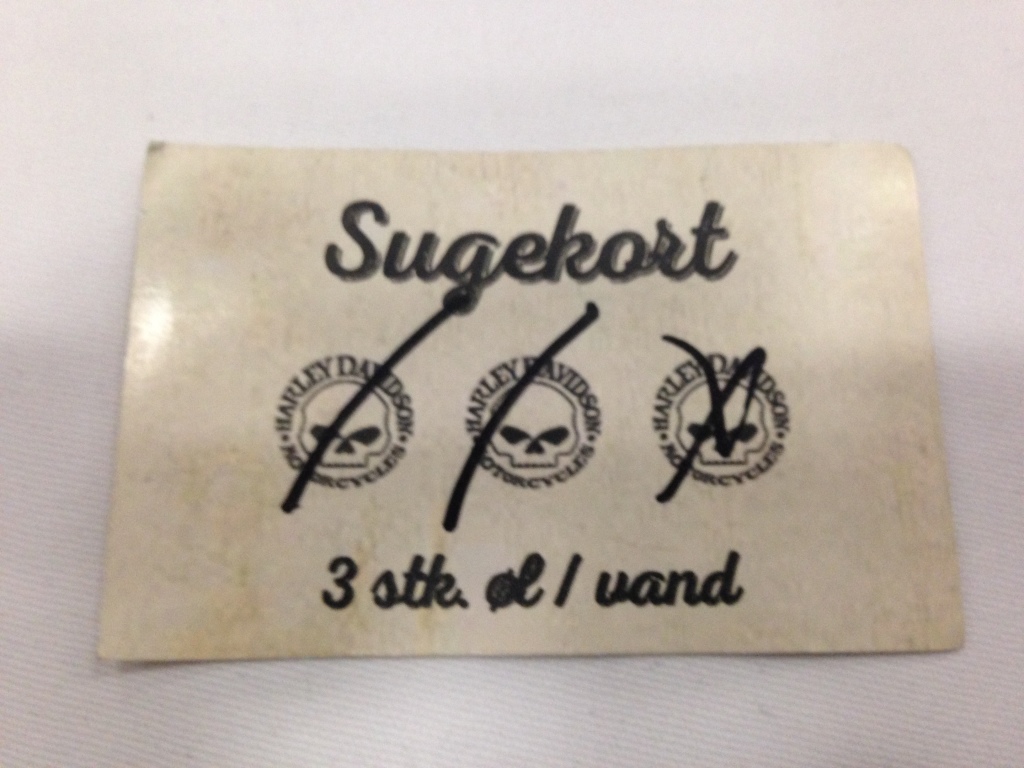 Sugekort
HARLEY DAVIDSON MOTORCYCLES
HARLEY DAVIDSON MOTORCYCLES
HARLEY DAVIDSON MOTORCYCLES
3 stk. øl / vand